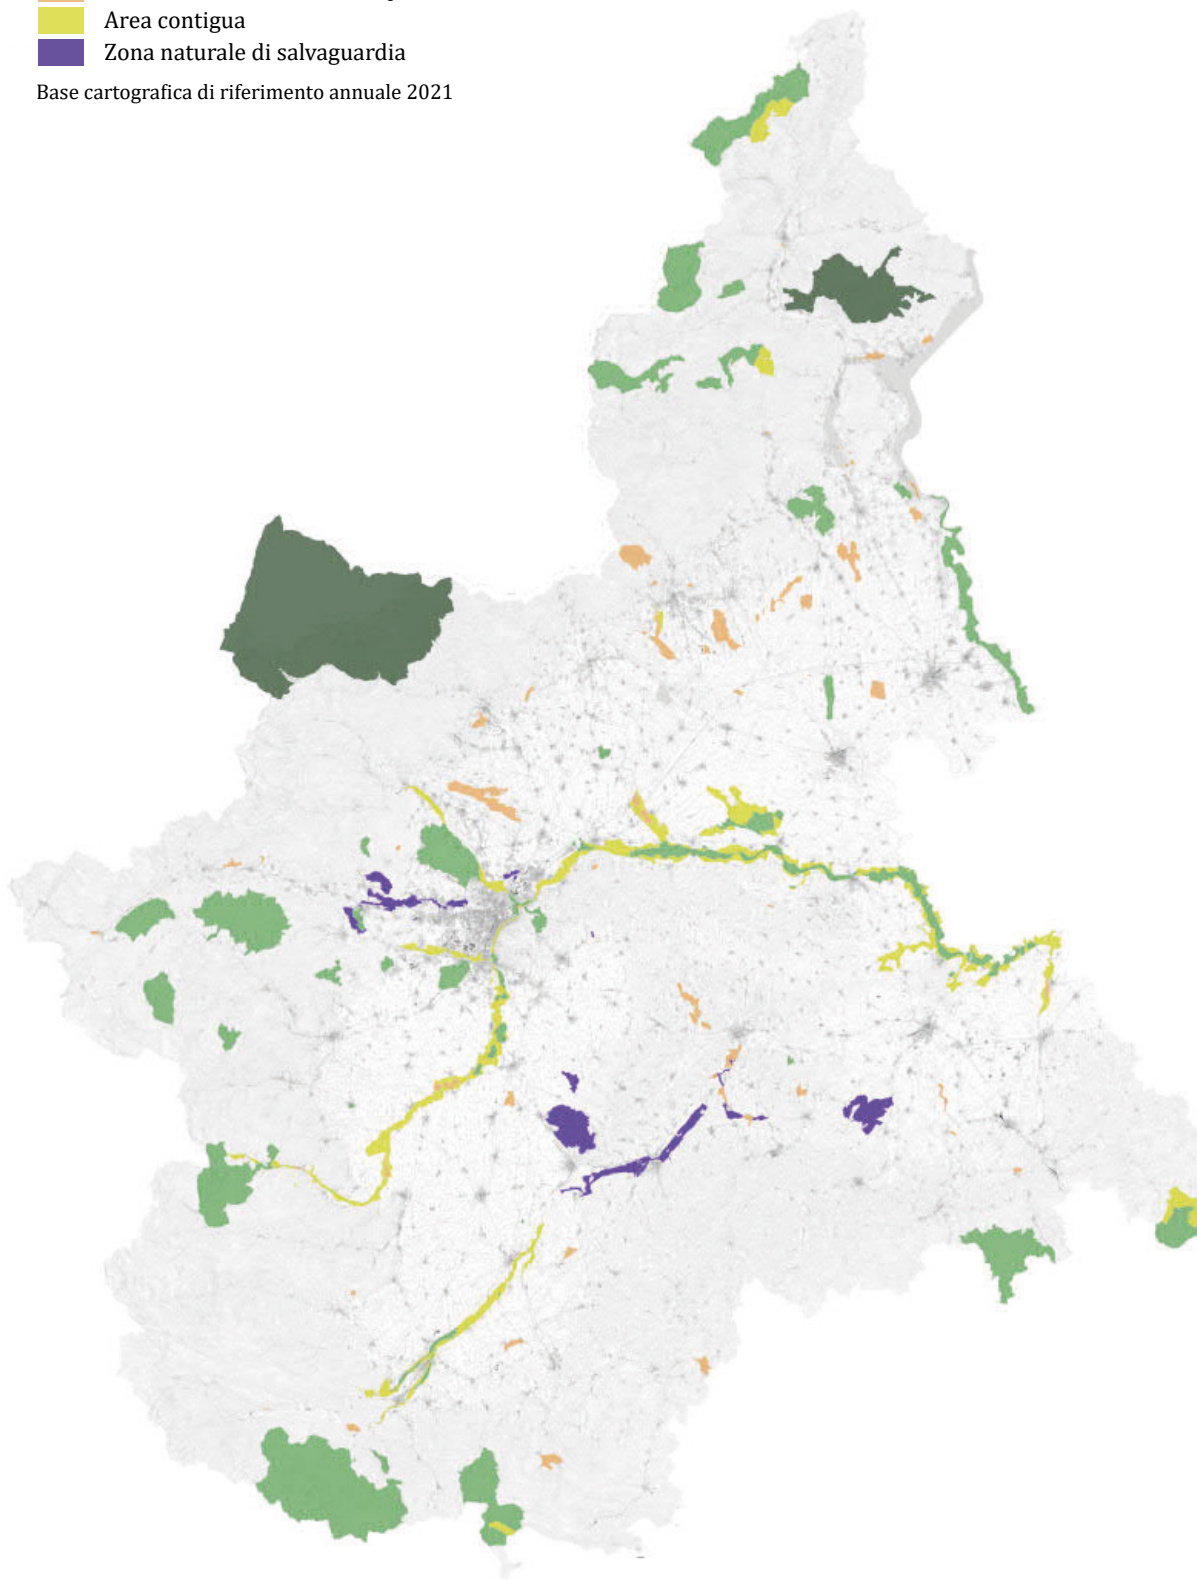 Area contigua
Zona naturale di salvaguardia
Base cartografica di riferimento annuale 2021